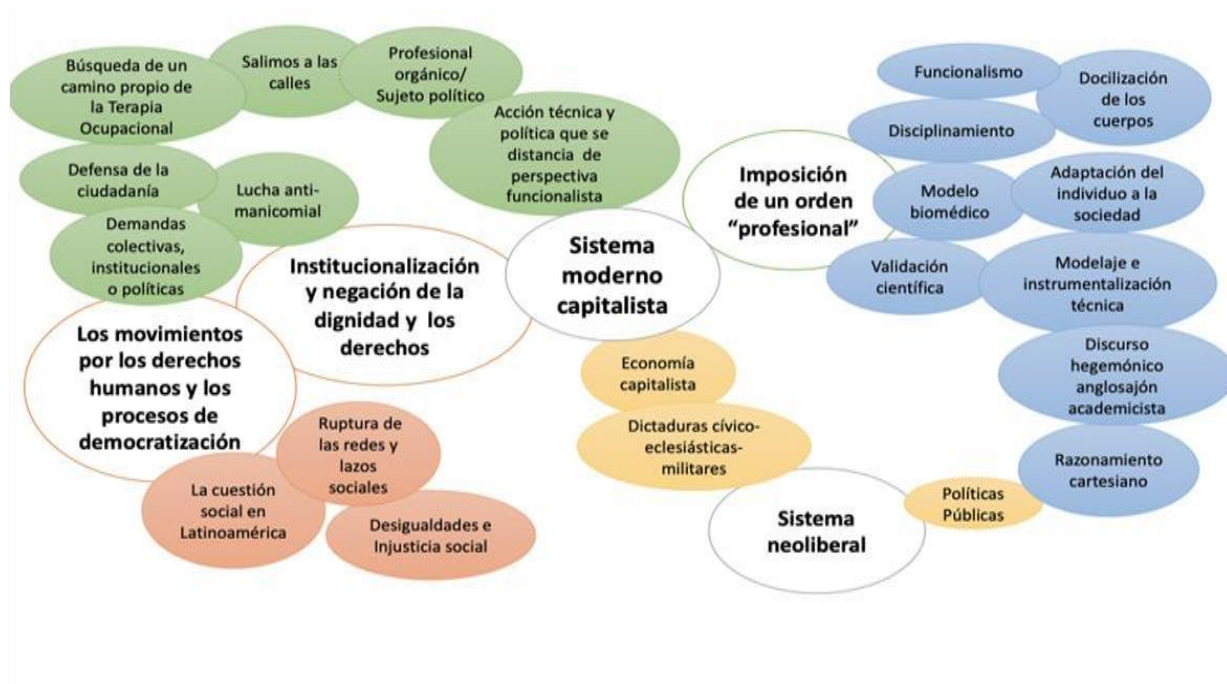 Búsqueda de un
camino propio de
la Terapia
Ocupacional
Salimos a las
calles
Profesional
orgánico/
Sujeto político
Acción técnica y
política que se
distancia de
perspectiva
funcionalista
Defensa de la
ciudadanía
Lucha anti-
manicomial
Demandas
colectivas,
institucionales
o políticas
Institucionalización
y negación de la
dignidad y los
derechos
Los movimientos
por los derechos
humanos y los
procesos de
democratización
Ruptura de
las redes y
lazos
sociales
La cuestión
social en
Latinoamérica
Desigualdades e
Injusticia social
Sistema
moderno
capitalista
Economía
capitalista
Dictaduras cívico-
eclesiásticas-
militares
Sistema
neoliberal
Políticas
Públicas
Imposición
de un orden
“profesional”
Funcionalismo
Docilización
de los
cuerpos
Disciplinamiento
Modelo
biomédico
Adaptación del
individuo a la
sociedad
Validación
científica
Modelaje e
instrumentalización
técnica
Discurso
hegemónico
anglosajón
academicista
Razonamiento
cartesiano